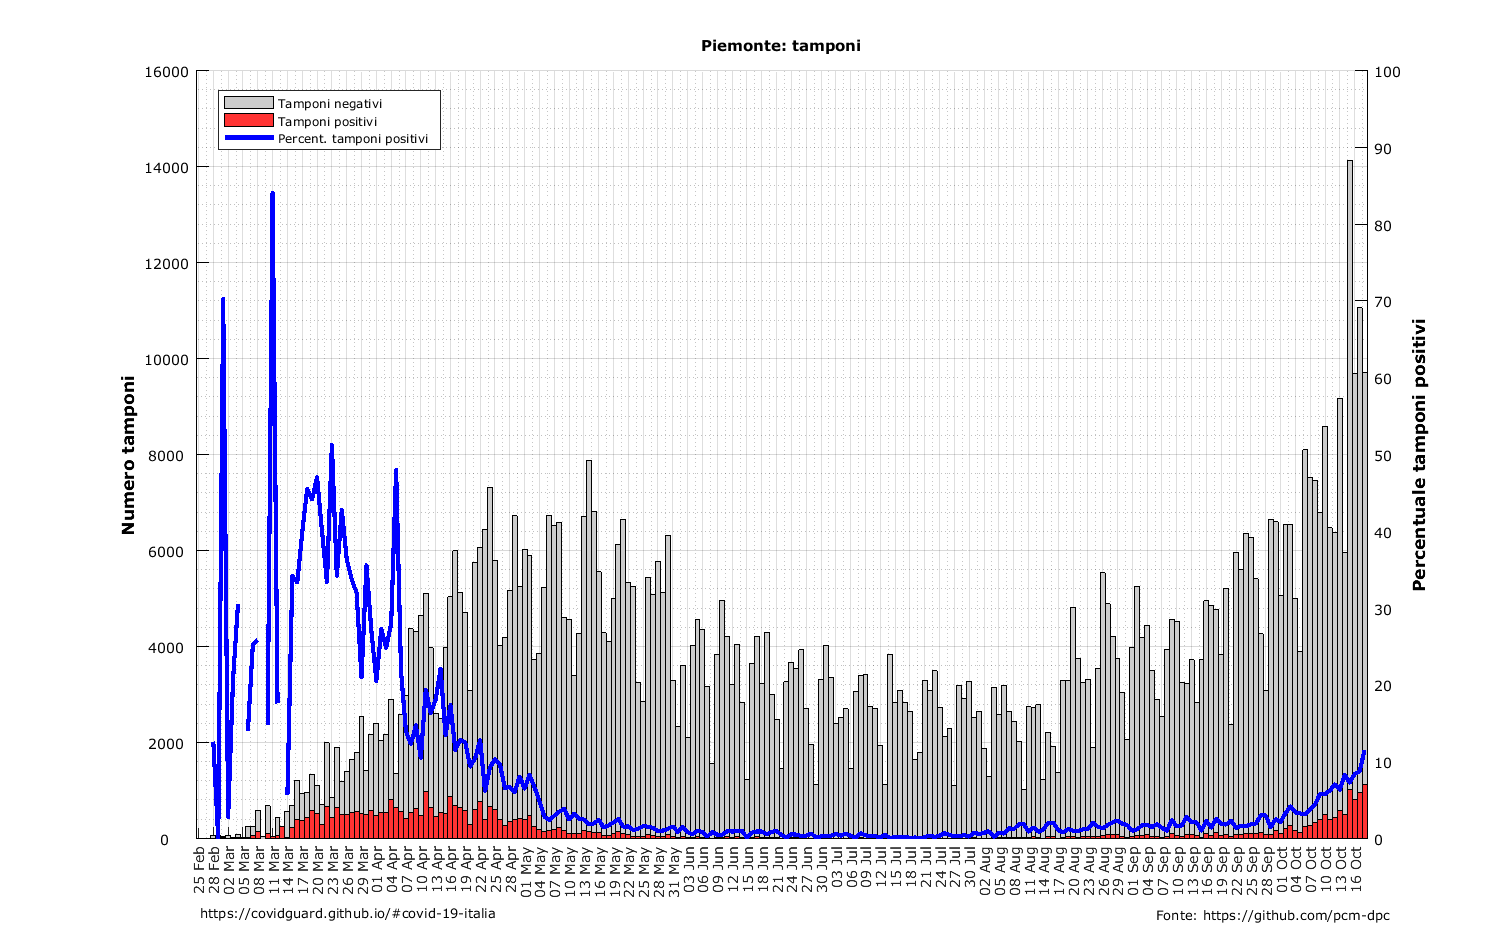 Piemonte: tamponi
Tamponi negativi
Tamponi positivi
Percent. tamponi positivi
Numero tamponi
16000
14000
12000
10000
8000
6000
4000
2000
0
100
90
80
70
60
50
40
30
20
10
0
Percentuale tamponi positivi
25 Feb
28 Feb
02 Mar
05 Mar
08 Mar
11 Mar
14 Mar
17 Mar
20 Mar
23 Mar
26 Mar
29 Mar
01 Apr
04 Apr
07 Apr
10 Apr
13 Apr
16 Apr
19 Apr
22 Apr
25 Apr
28 Apr
01 May
04 May
07 May
10 May
13 May
16 May
19 May
22 May
25 May
28 May
31 May
03 Jun
06 Jun
09 Jun
12 Jun
15 Jun
18 Jun
21 Jun
24 Jun
27 Jun
30 Jun
03 Jul
06 Jul
09 Jul
12 Jul
15 Jul
18 Jul
21 Jul
24 Jul
27 Jul
30 Jul
02 Aug
05 Aug
08 Aug
11 Aug
14 Aug
17 Aug
20 Aug
23 Aug
26 Aug
29 Aug
01 Sep
04 Sep
07 Sep
10 Sep
13 Sep
16 Sep
19 Sep
22 Sep
25 Sep
28 Sep
01 Oct
04 Oct
07 Oct
10 Oct
13 Oct
16 Oct
https://covidguard.github.io/#covid-19-italia
Fonte: https://github.com/pcm-dpc